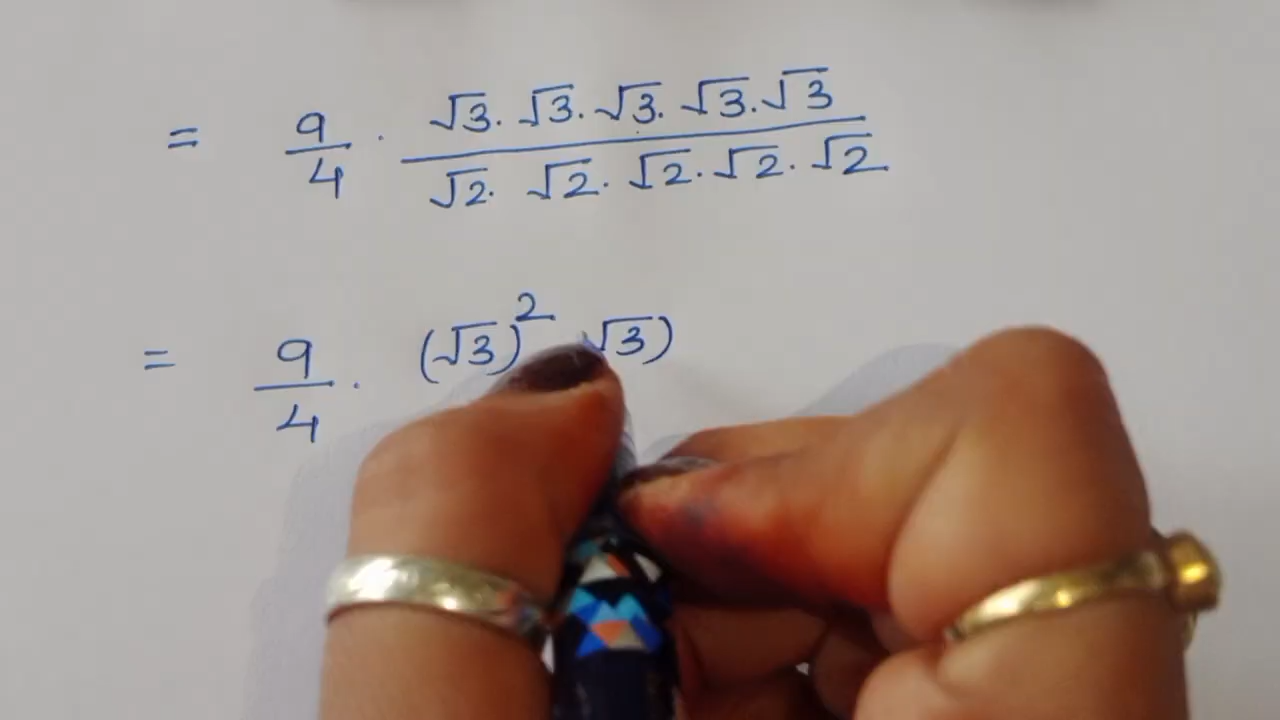 = 9/4 · √3·√3·√3·√3·√3 / √2·√2·√2·√2·√2
= 9/4 · (√3)² √3)